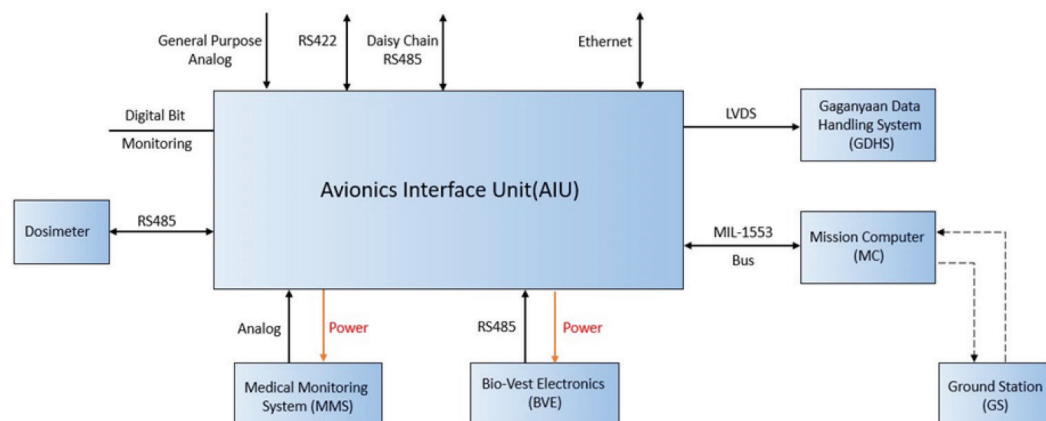 General Purpose
Analog
RS422
Daisy Chain
RS485
Ethernet
Digital Bit
Monitoring
LVDS
Gaganyaan Data
Handling System
(GDHS)
Avionics Interface Unit(AIU)
Dosimeter
RS485
MIL-1553
Bus
Mission Computer
(MC)
Analog
Power
RS485
Power
Medical Monitoring
System (MMS)
Bio-Vest Electronics
(BVE)
Ground Station
(GS)